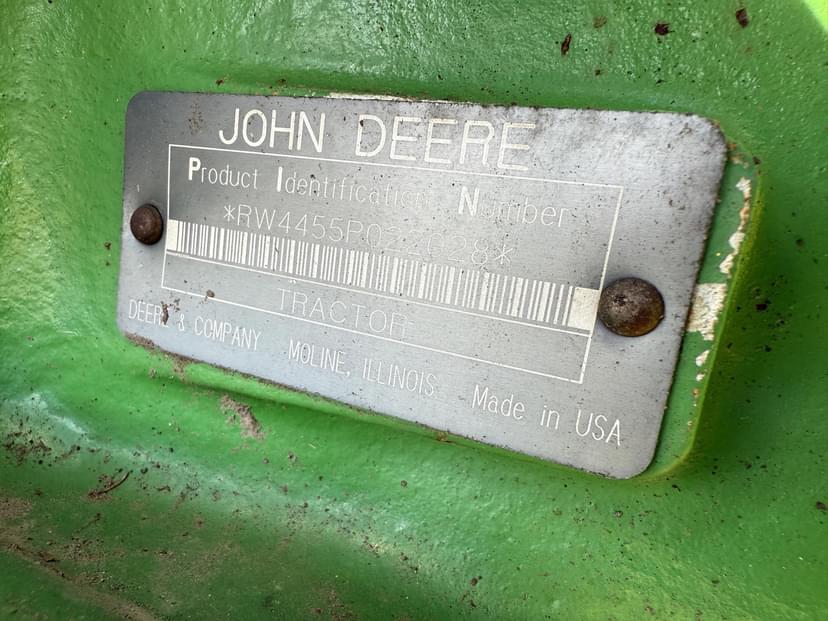 JOHN DEERE
Product Identification Number
TRACTOR
DEERE & COMPANY MOLINE, ILLINOIS Made in USA